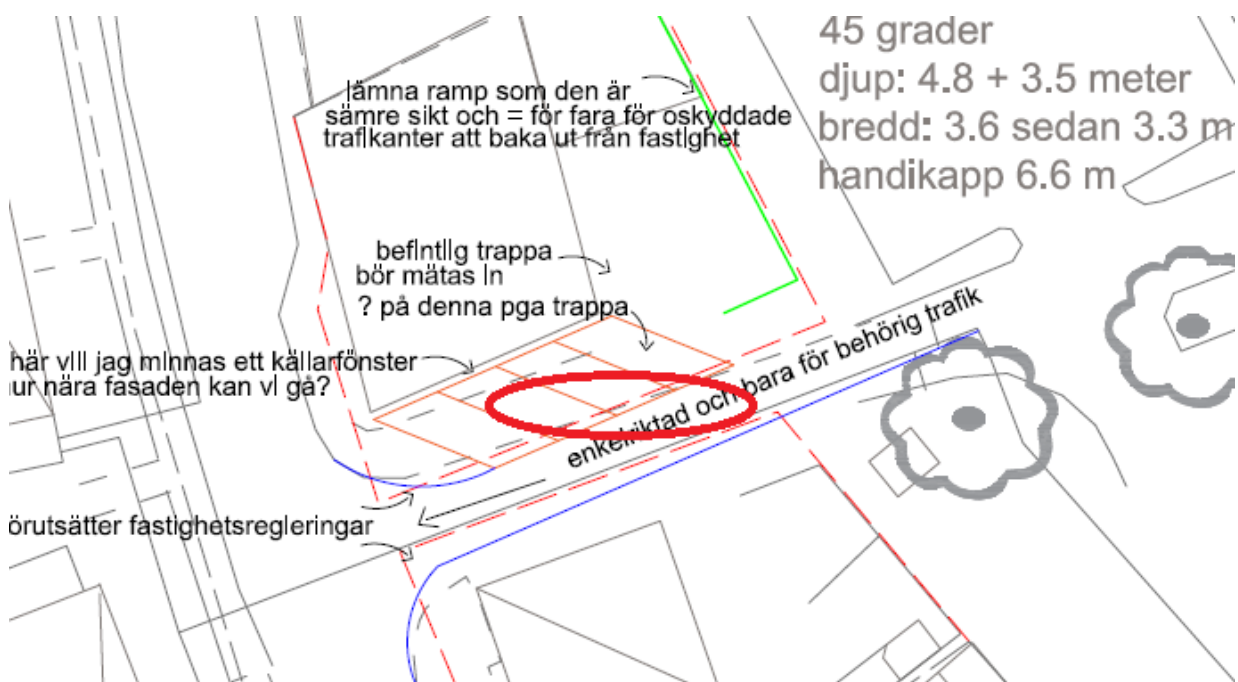 45 grader
djup: 4.8 + 3.5 meter
bredd: 3.6 sedan 3.3 m
handikapp 6.6 m
lämna ramp som den är
sämre sikt och = för fara för oskyddade
trafikanter att baka ut från fastighet
befintlig trappa
bör mätas in
? på denna pga trappa
här vill jag minnas ett källarfönster
ur nära fasaden kan vi gå?
enkelriktad och bara för behörig trafik
örutsätter fastighetsregleringar